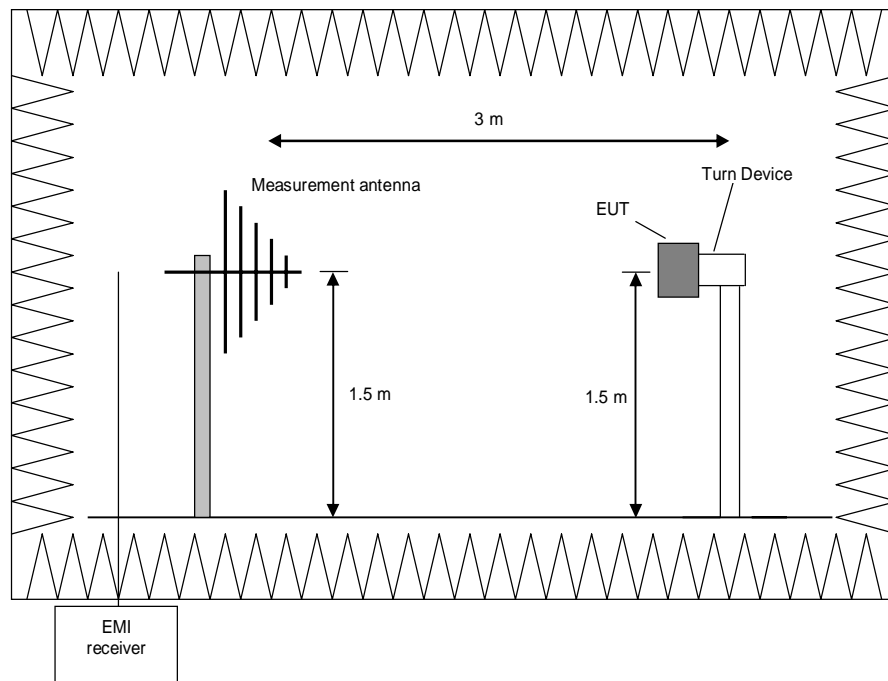 3 m
Measurement antenna
Turn Device
EUT
1.5 m
1.5 m
EMI
receiver